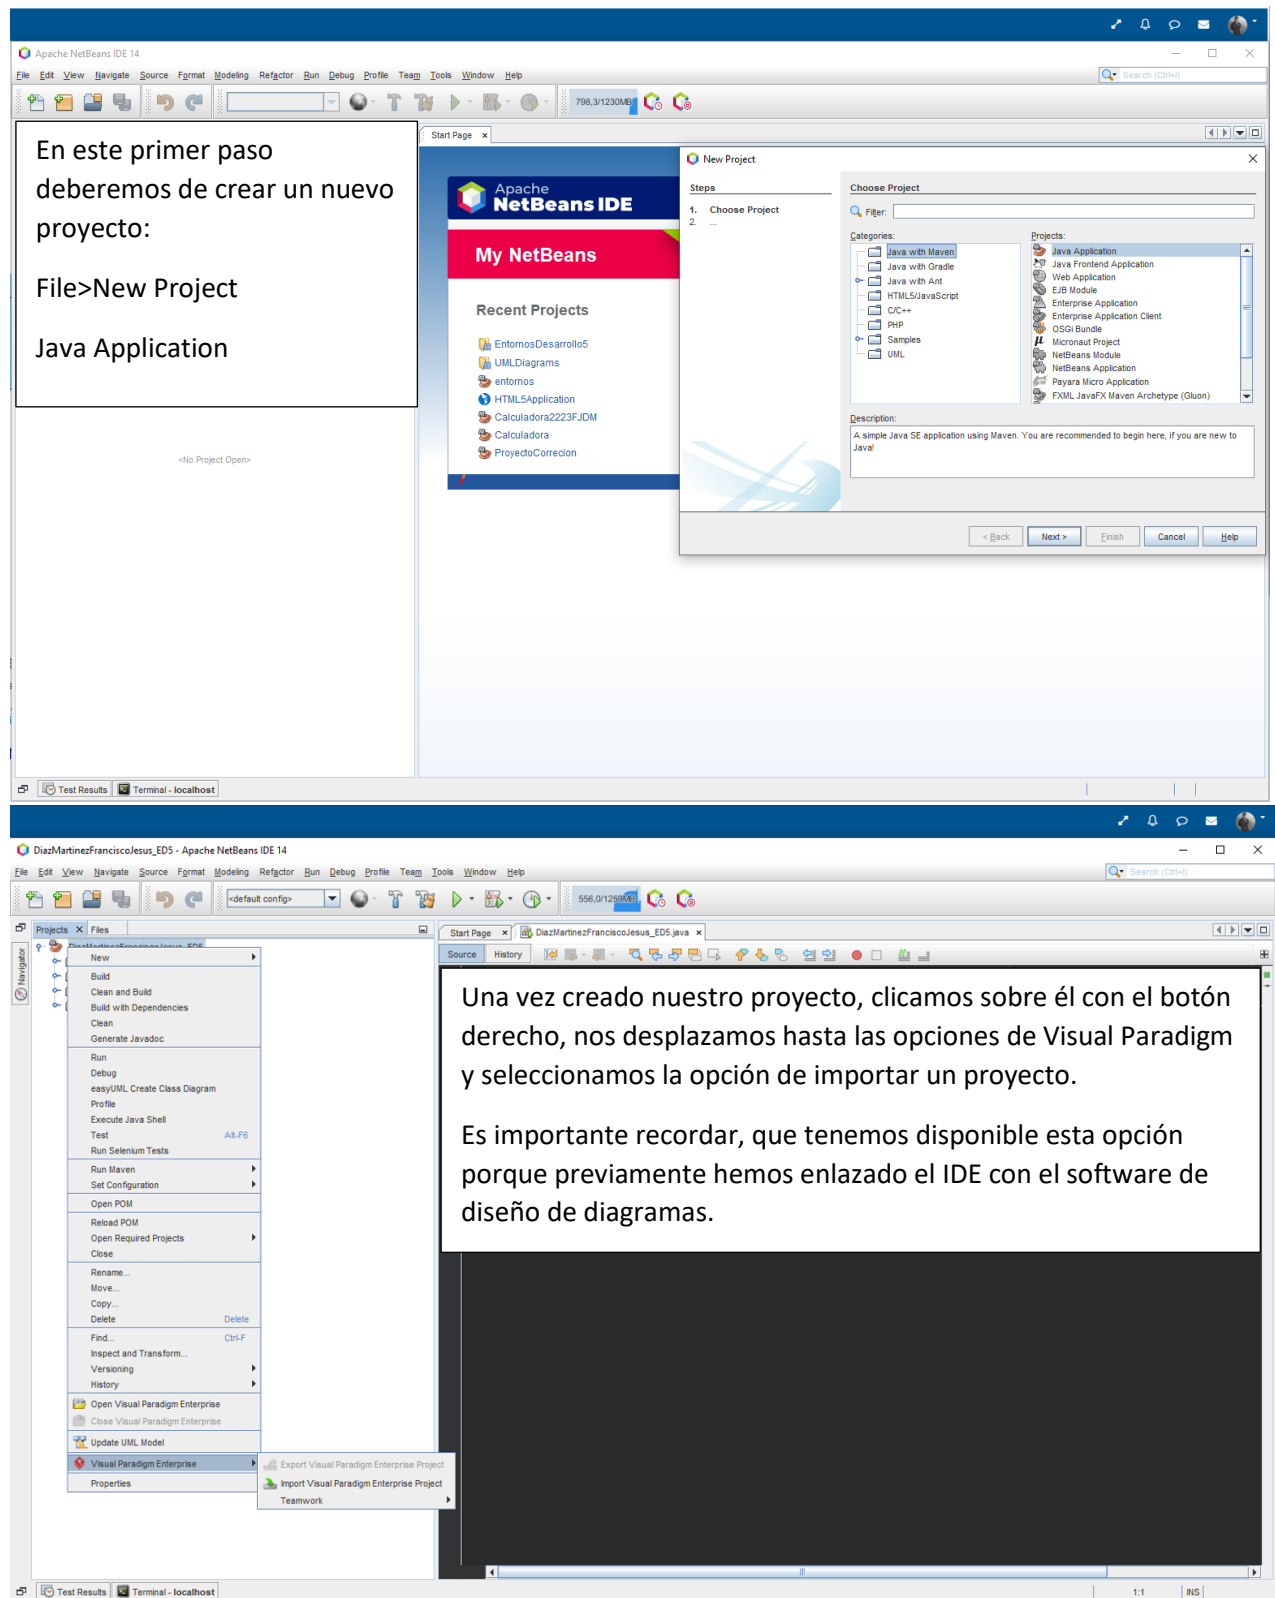 Apache NetBeans IDE 14
File Edit View Navigate Source Format Modeling Refactor Run Debug Profile Team Tools Window Help
Search (Ctrl+I)
798,3/1230MB
En este primer paso
deberemos de crear un nuevo
proyecto:
File>New Project
Java Application
<No Project Open>
Start Page
Apache
NetBeans IDE
My NetBeans
Recent Projects
EntornosDesarrollo5
UMLDiagrams
entornos
HTML5Application
Calculadora2223FJDM
Calculadora
ProyectoCorrecion
New Project
Steps
1. Choose Project
2. ...
Choose Project
Filter:
Categories:
Java with Maven
Java with Gradle
Java with Ant
HTML5/JavaScript
C/C++
PHP
Samples
UML
Projects:
Java Application
Java Frontend Application
Web Application
EJB Module
Enterprise Application
Enterprise Application Client
OSGi Bundle
Micronaut Project
NetBeans Module
NetBeans Application
Payara Micro Application
FXML JavaFX Maven Archetype (Gluon)
Description:
A simple Java SE application using Maven. You are recommended to begin here, if you are new to
Java!
< Back Next > Finish Cancel Help
Test Results Terminal - localhost
DiazMartinezFranciscoJesus_ED5 - Apache NetBeans IDE 14
File Edit View Navigate Source Format Modeling Refactor Run Debug Profile Team Tools Window Help
Search (Ctrl+I)
<default config>
556,0/1259MB
Projects Files
Navigator
DiazMartinezFranciscoJesus_ED5
New
Build
Clean and Build
Build with Dependencies
Clean
Generate Javadoc
Run
Debug
easyUML Create Class Diagram
Profile
Execute Java Shell
Test Alt-F6
Run Selenium Tests
Run Maven
Set Configuration
Open POM
Reload POM
Open Required Projects
Close
Rename...
Move...
Copy...
Delete Delete
Find... Ctrl-F
Inspect and Transform...
Versioning
History
Open Visual Paradigm Enterprise
Close Visual Paradigm Enterprise
Update UML Model
Visual Paradigm Enterprise
Properties
Export Visual Paradigm Enterprise Project
Import Visual Paradigm Enterprise Project
Teamwork
Start Page DiazMartinezFranciscoJesus_ED5.java
Source History
Una vez creado nuestro proyecto, clicamos sobre él con el botón
derecho, nos desplazamos hasta las opciones de Visual Paradigm
y seleccionamos la opción de importar un proyecto.
Es importante recordar, que tenemos disponible esta opción
porque previamente hemos enlazado el IDE con el software de
diseño de diagramas.
Test Results Terminal - localhost
1:1 INS